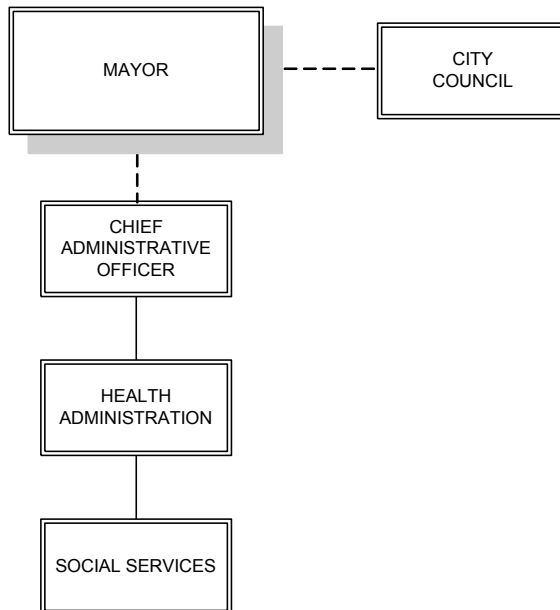 MAYOR
CITY
COUNCIL
CHIEF
ADMINISTRATIVE
OFFICER
HEALTH
ADMINISTRATION
SOCIAL SERVICES